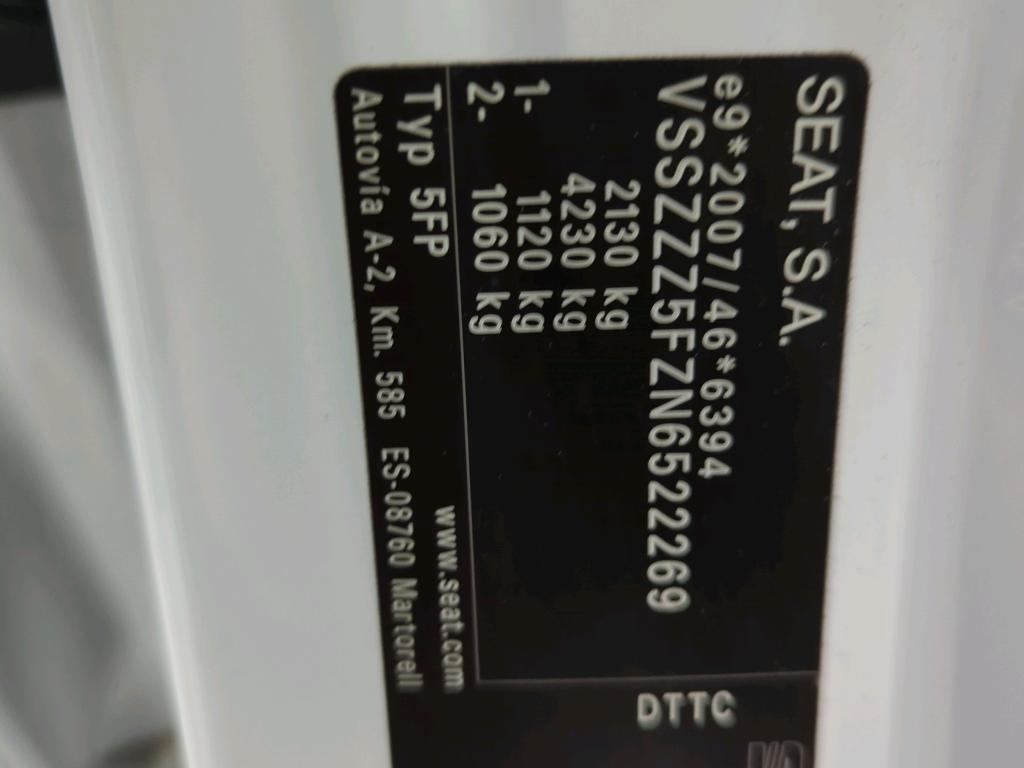 SEAT, S.A.
e9*2007/46*6394
VSSZZZ5FZN6522269
2130 kg
4230 kg
1- 1120 kg
2- 1060 kg
DTTC
Typ 5FP
www.seat.com
Autovía A-2, Km. 585 ES-08760 Martorell